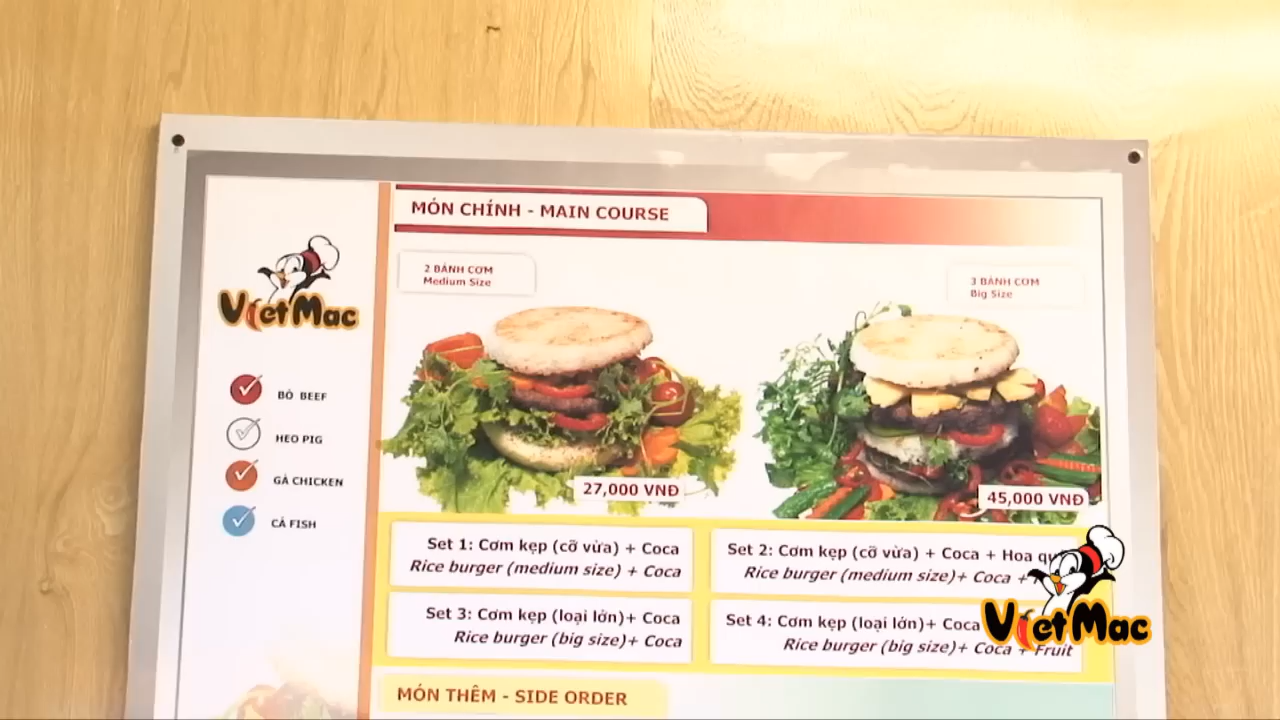 MÓN CHÍNH - MAIN COURSE
2 BÁNH CƠM
Medium Size
3 BÁNH CƠM
Big Size
VietMac
BÒ BEEF
HEO PIG
GÀ CHICKEN
CÁ FISH
27,000 VNĐ
45,000 VNĐ
Set 1: Cơm kẹp (cỡ vừa) + Coca
Rice burger (medium size) + Coca
Set 2: Cơm kẹp (cỡ vừa) + Coca + Hoa
Rice burger (medium size)+ Coca +
Set 3: Cơm kẹp (loại lớn)+ Coca
Rice burger (big size)+ Coca
Set 4: Cơm kẹp (loại lớn)+ Coca
Rice burger (big size)+ Coca + Fruit
VietMac
MÓN THÊM - SIDE ORDER